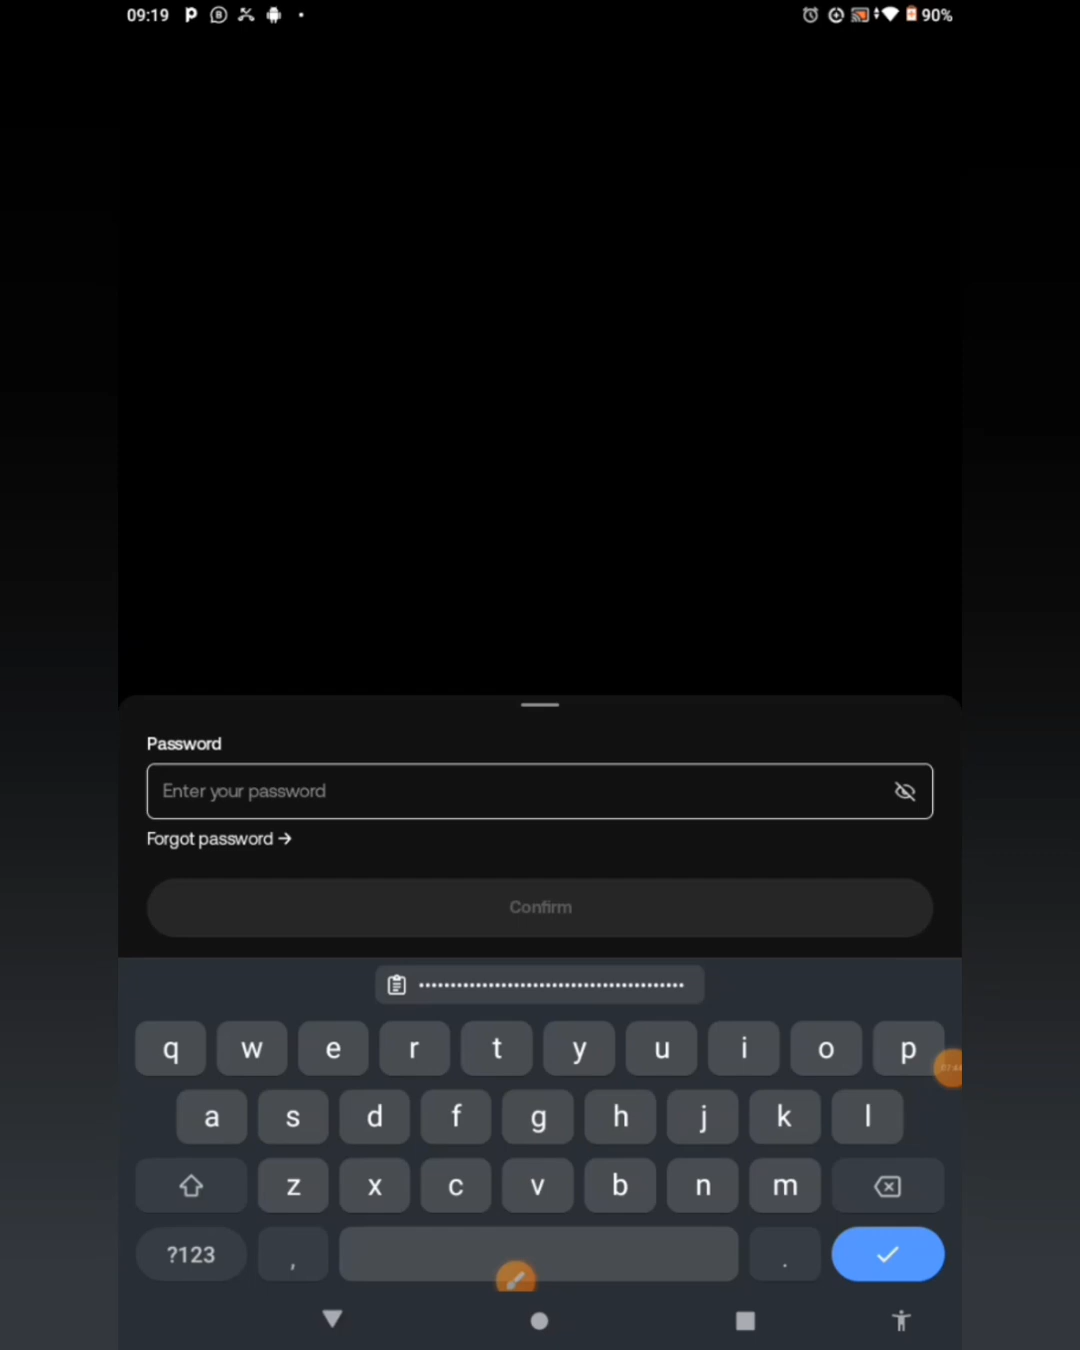 09:19 90%
Password
Enter your password
Forgot password →
Confirm
••••••••••••••••••••••••••••••••••••••••••
q w e r t y u i o p
a s d f g h j k l
z x c v b n m
?123 , .